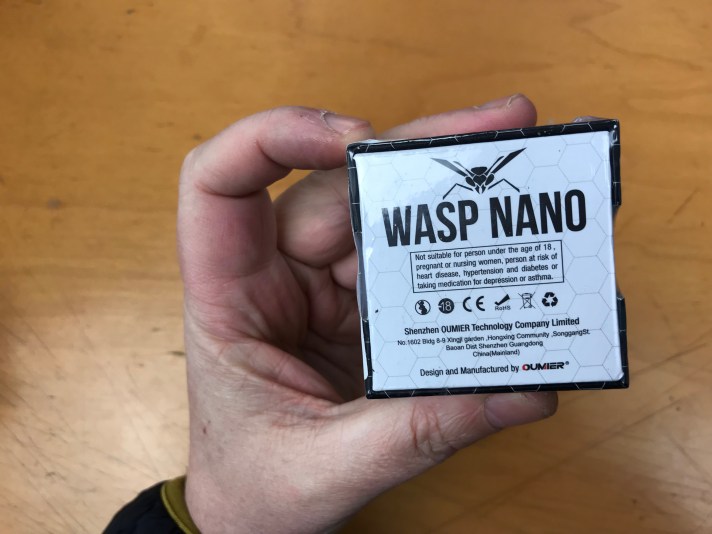 WASP NANO
Not suitable for person under the age of 18 ,
pregnant or nursing women, person at risk of
heart disease, hypertension and diabetes or
taking medication for depression or asthma.
-18 CE RoHS
Shenzhen OUMIER Technology Company Limited
No.1602 Bldg 8-9 Xingji garden ,Hongxing Community ,SonggangSt.
Baoan Dist Shenzhen Guangdong
China(Mainland)
Design and Manufactured by OUMIER®